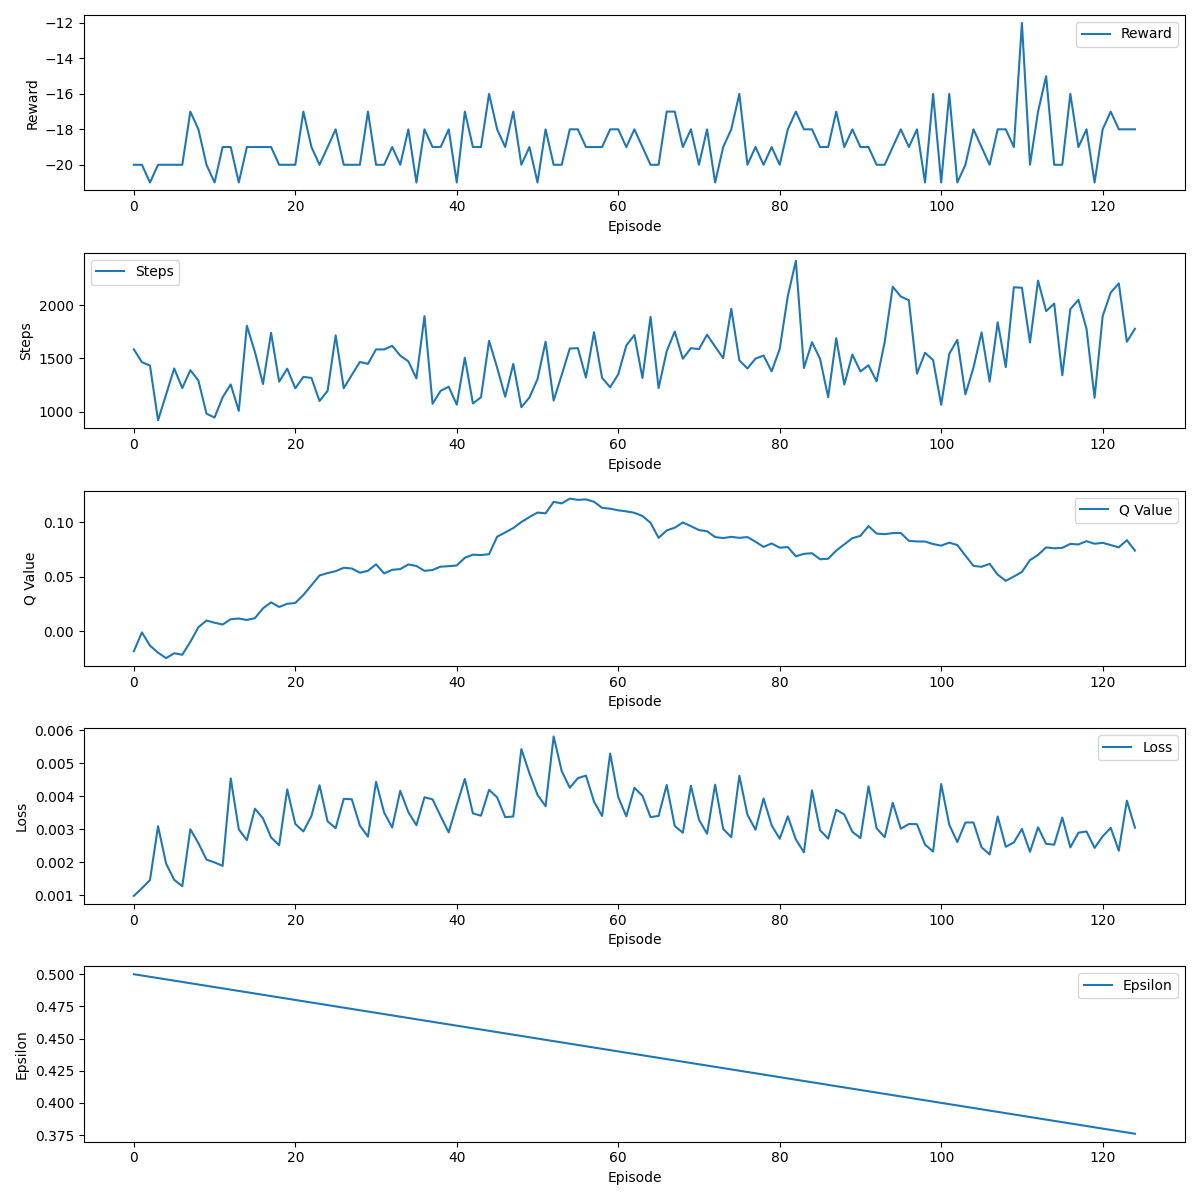 −12
−14
−16
−18
−20
Reward
Reward
0 20 40 60 80 100 120
Episode
Steps
2000
1500
1000
Steps
0 20 40 60 80 100 120
Episode
Q Value
0.10
0.05
0.00
Q Value
0 20 40 60 80 100 120
Episode
0.006
0.005
0.004
0.003
0.002
0.001
Loss
Loss
0 20 40 60 80 100 120
Episode
0.500
0.475
0.450
0.425
0.400
0.375
Epsilon
Epsilon
0 20 40 60 80 100 120
Episode